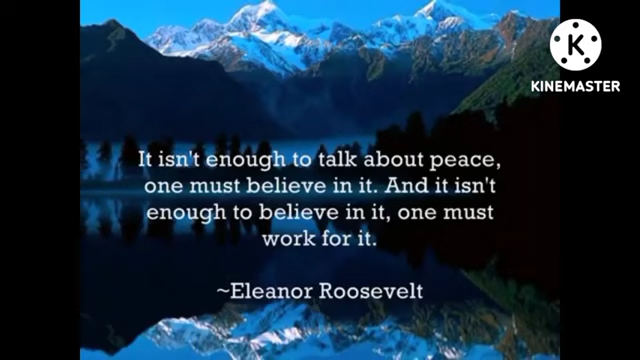 KINEMASTER
It isn't enough to talk about peace,
one must believe in it. And it isn't
enough to believe in it, one must
work for it.
~Eleanor Roosevelt